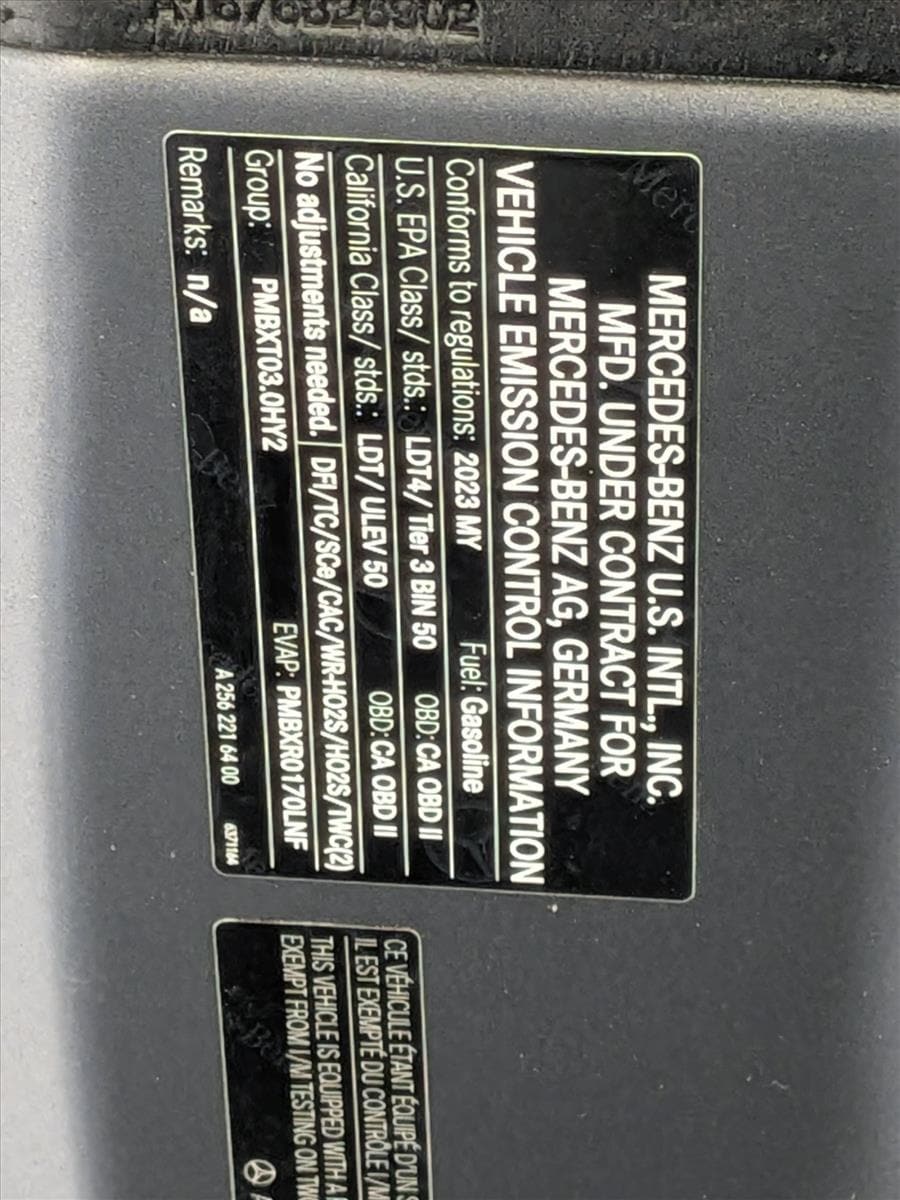 A1676828902
MERCEDES-BENZ U.S. INTL., INC.
MFD. UNDER CONTRACT FOR
MERCEDES-BENZ AG, GERMANY
VEHICLE EMISSION CONTROL INFORMATION
Conforms to regulations: 2023 MY Fuel: Gasoline
U.S. EPA Class/ stds.: LDT4/ Tier 3 BIN 50 OBD: CA OBD II
California Class/ stds.: LDT/ ULEV 50 OBD: CA OBD II
No adjustments needed. DFI/TC/SCe/CAC/WR-HO2S/HO2S/TWC(2)
Group: PMBXT03.0HY2 EVAP: PMBXR0170LNF
Remarks: n/a
A 256 221 64 00
CE VÉHICULE ÉTANT ÉQUIPÉ D'UN
IL EST EXEMPTÉ DU CONTRÔLE I/M
THIS VEHICLE IS EQUIPPED WITH A
EXEMPT FROM I/M TESTING ON